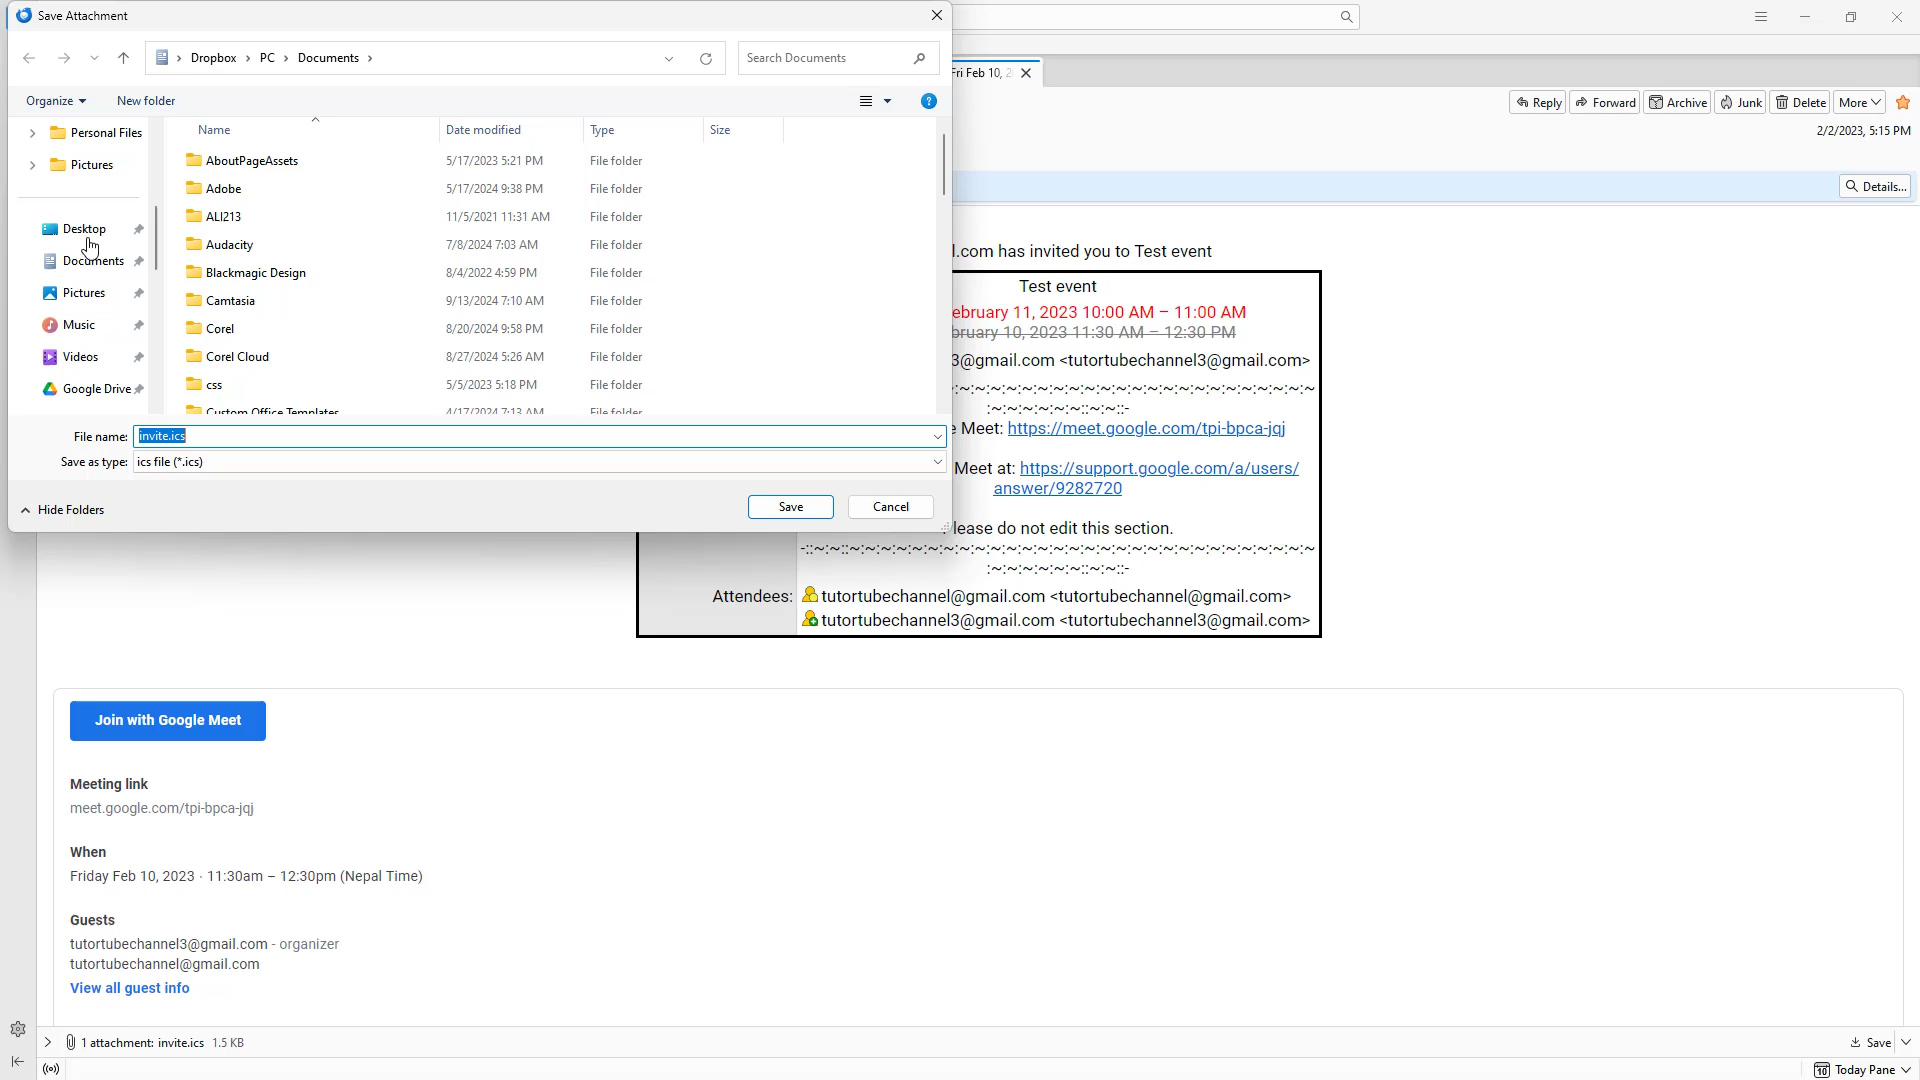 Save Attachment
Dropbox > PC > Documents >
Search Documents
Organize
New folder
Name
Date modified
Type
Size
Personal Files
Pictures
Desktop
Documents
Pictures
Music
Videos
Google Drive
AboutPageAssets 5/17/2023 5:21 PM File folder
Adobe 5/17/2024 9:38 PM File folder
ALI213 11/5/2021 11:31 AM File folder
Audacity 7/8/2024 7:03 AM File folder
Blackmagic Design 8/4/2022 4:59 PM File folder
Camtasia 9/13/2024 7:10 AM File folder
Corel 8/20/2024 9:58 PM File folder
Corel Cloud 8/27/2024 5:26 AM File folder
css 5/5/2023 5:18 PM File folder
Custom Office Templates 4/17/2024 7:13 AM File folder
File name: invite.ics
Save as type: ics file (*.ics)
Hide Folders
Save
Cancel
Fri Feb 10, 2
Reply
Forward
Archive
Junk
Delete
More
2/2/2023, 5:15 PM
Details...
l.com has invited you to Test event
Test event
ebruary 11, 2023 10:00 AM – 11:00 AM
bruary 10, 2023 11:30 AM – 12:30 PM
3@gmail.com <tutortubechannel3@gmail.com>
e Meet: https://meet.google.com/tpi-bpca-jqj
Meet at: https://support.google.com/a/users/
answer/9282720
lease do not edit this section.
Attendees: tutortubechannel@gmail.com <tutortubechannel@gmail.com>
tutortubechannel3@gmail.com <tutortubechannel3@gmail.com>
Join with Google Meet
Meeting link
meet.google.com/tpi-bpca-jqj
When
Friday Feb 10, 2023 · 11:30am – 12:30pm (Nepal Time)
Guests
tutortubechannel3@gmail.com - organizer
tutortubechannel@gmail.com
View all guest info
1 attachment: invite.ics 1.5 KB
Save
10 Today Pane